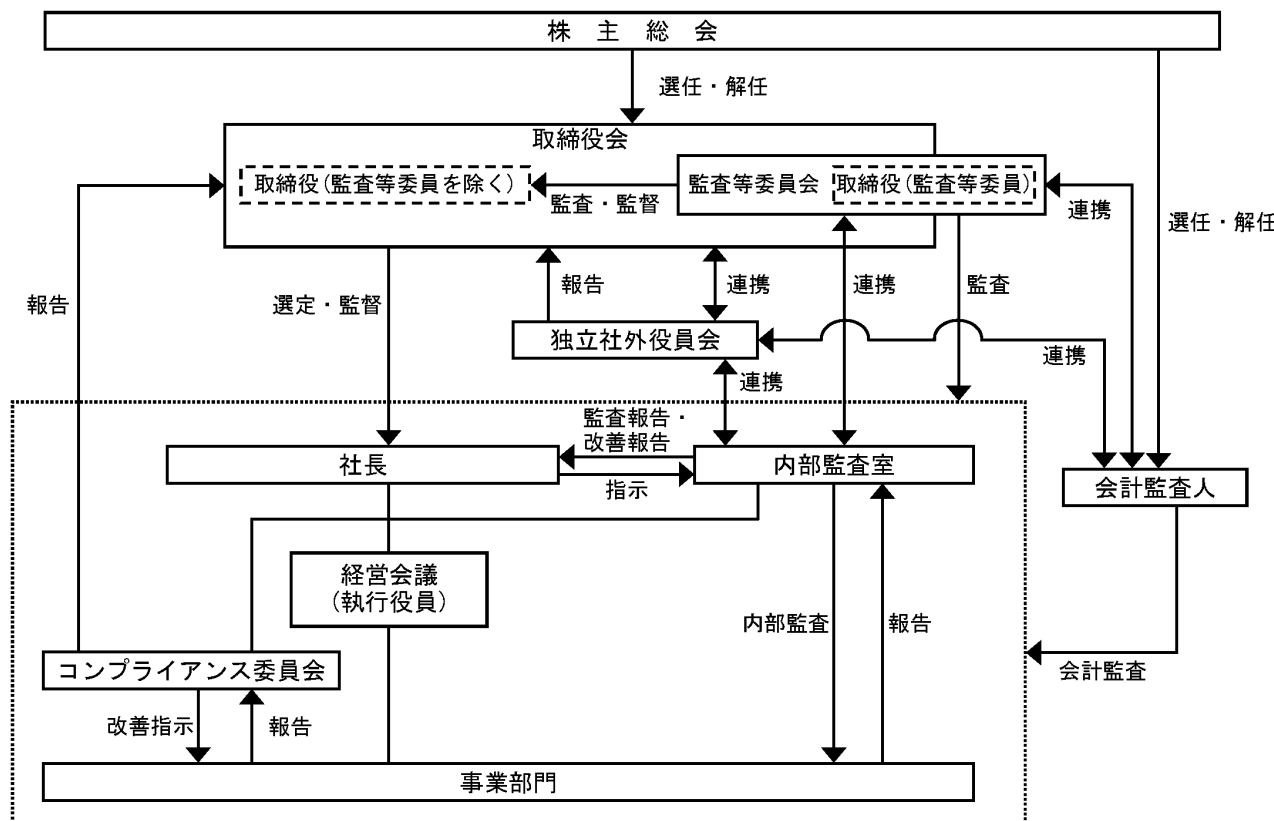 株主総会
選任・解任
取締役会
取締役(監査等委員を除く)
監査等委員会
取締役(監査等委員)
監査・監督
連携
選任・解任
報告
選定・監督
報告
連携
連携
監査
独立社外役員会
連携
連携
監査報告・
改善報告
社長
内部監査室
指示
会計監査人
経営会議
(執行役員)
内部監査
報告
コンプライアンス委員会
会計監査
改善指示
報告
事業部門